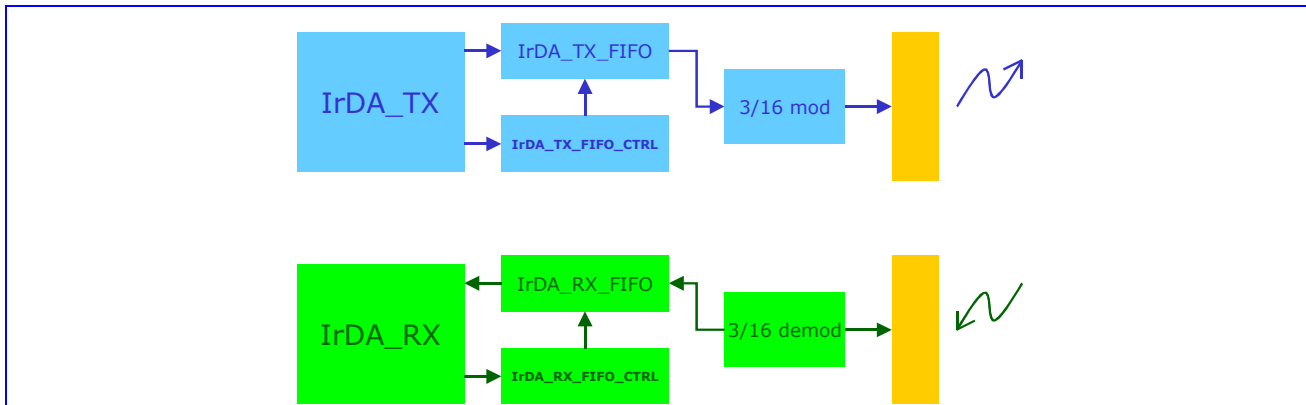 IrDA_TX
IrDA_TX_FIFO
IrDA_TX_FIFO_CTRL
3/16 mod
IrDA_RX
IrDA_RX_FIFO
IrDA_RX_FIFO_CTRL
3/16 demod